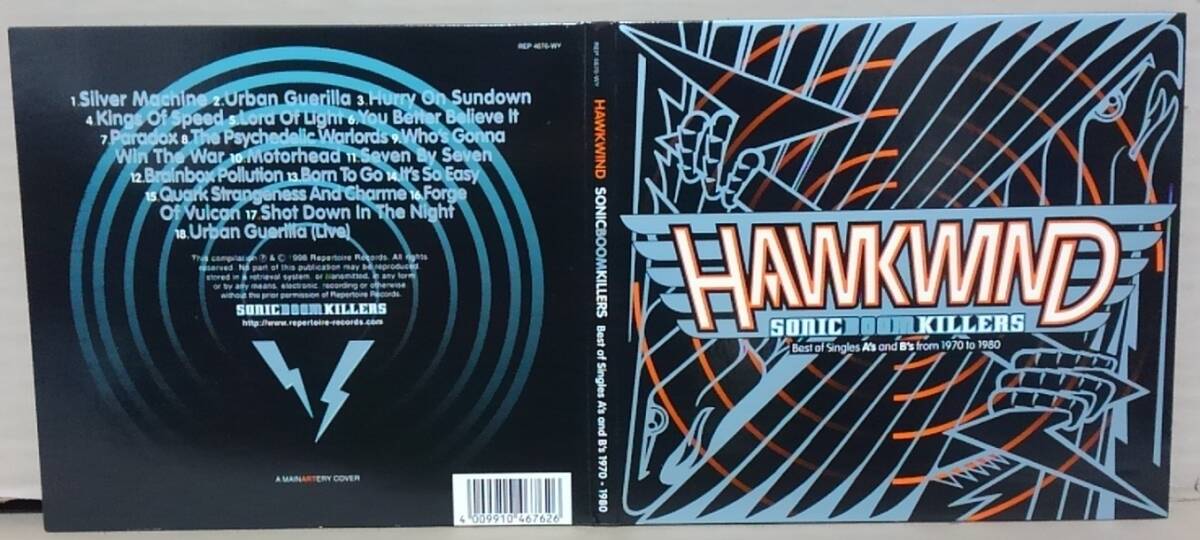 REP 4676-WY
1.Silver Machine 2.Urban Guerilla 3.Hurry On Sundown
4.Kings Of Speed 5.Lord Of Light 6.You Better Believe It
7.Paradox 8.The Psychedelic Warlords 9.Who's Gonna
Win The War 10.Motorhead 11.Seven By Seven
12.Brainbox Pollution 13.Born To Go 14.It's So Easy
15.Quark Strangeness And Charme 16.Forge
Of Vulcan 17.Shot Down In The Night
18.Urban Guerilla (Live)
This compilation ℗ & © 1998 Repertoire Records. All rights
reserved. No part of this publication may be reproduced,
stored in a retrieval system, or transmitted, in any form
or by any means, electronic, recording or otherwise
without the prior permission of Repertoire Records.
SONICBOOMKILLERS
http://www.repertoire-records.com
A MAINARTERY COVER
4 009910 467626
REP 4676-WY
HAWKWIND SONICBOOMKILLERS Best of Singles A's and B's 1970 - 1980
HAWKWIND
SONICBOOMKILLERS
Best of Singles A's and B's from 1970 to 1980